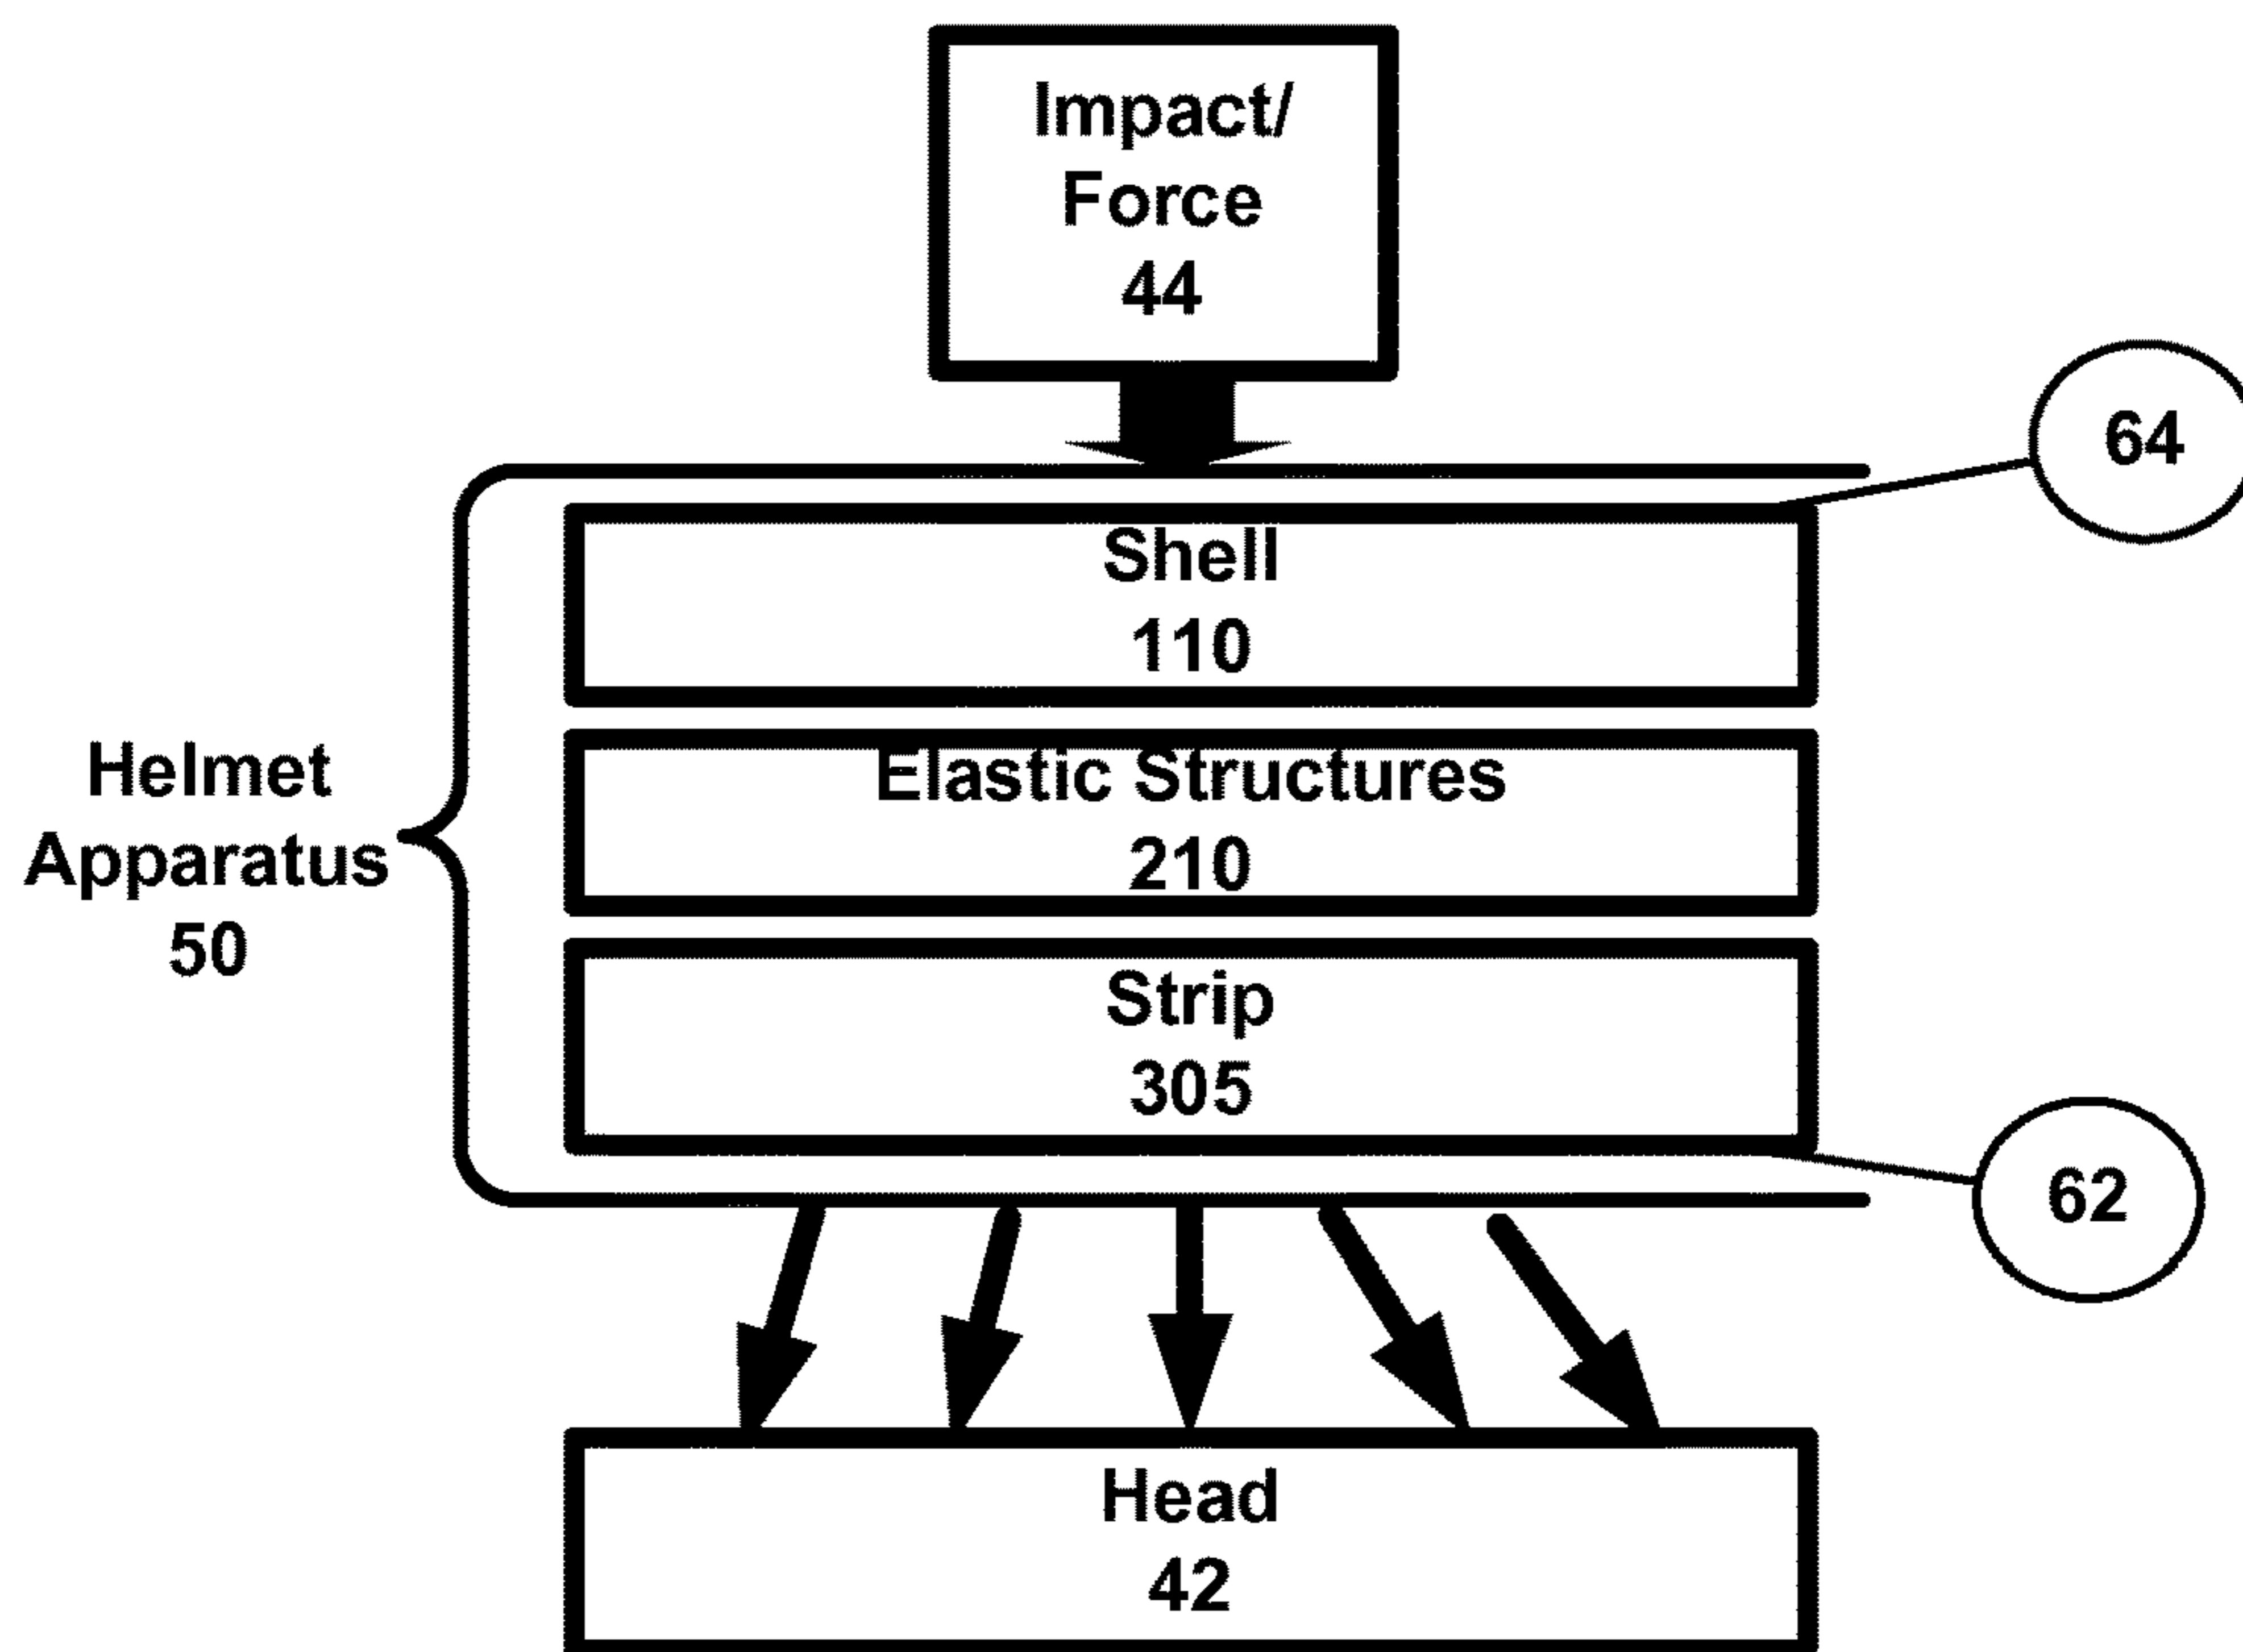 Impact/
Force
44
64
Shell
110
Helmet
Apparatus
50
Elastic Structures
210
Strip
305
62
Head
42